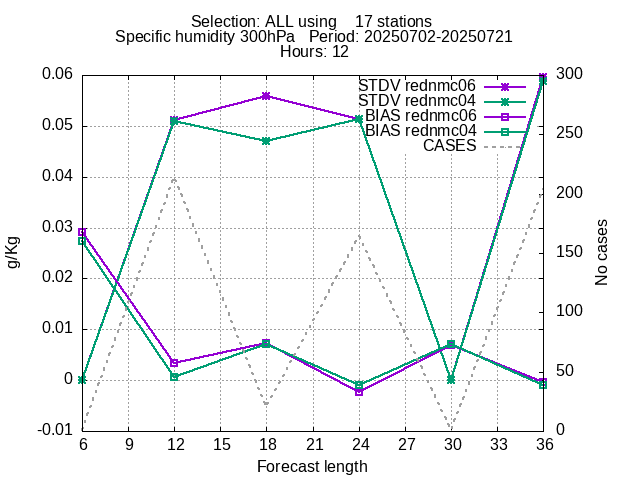 Selection: ALL using    17 stations
Specific humidity 300hPa   Period: 20250702-20250721
Hours: 12
STDV rednmc06
STDV rednmc04
BIAS rednmc06
BIAS rednmc04
CASES
0.06
0.05
0.04
0.03
0.02
0.01
0
-0.01
g/Kg
300
250
200
150
100
50
0
No cases
6 9 12 15 18 21 24 27 30 33 36
Forecast length